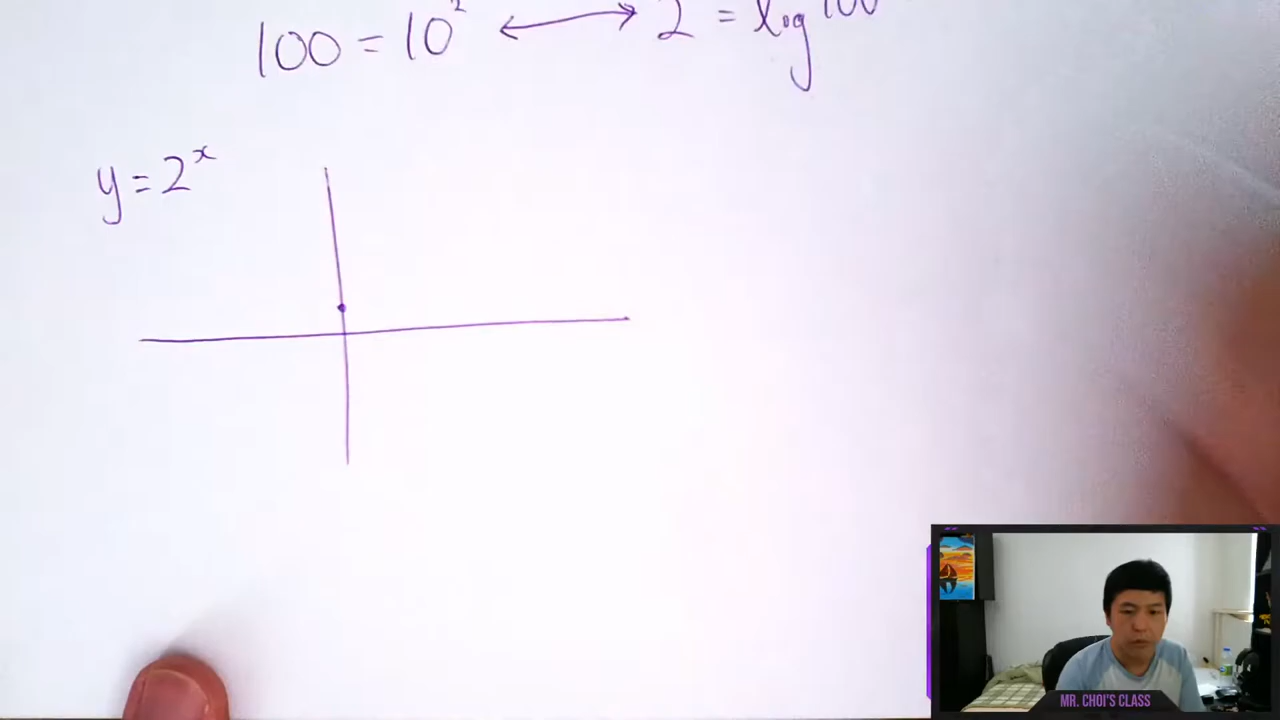 100 = 10² ⟷ 2 = log 100
y = 2ˣ
MR. CHOI'S CLASS